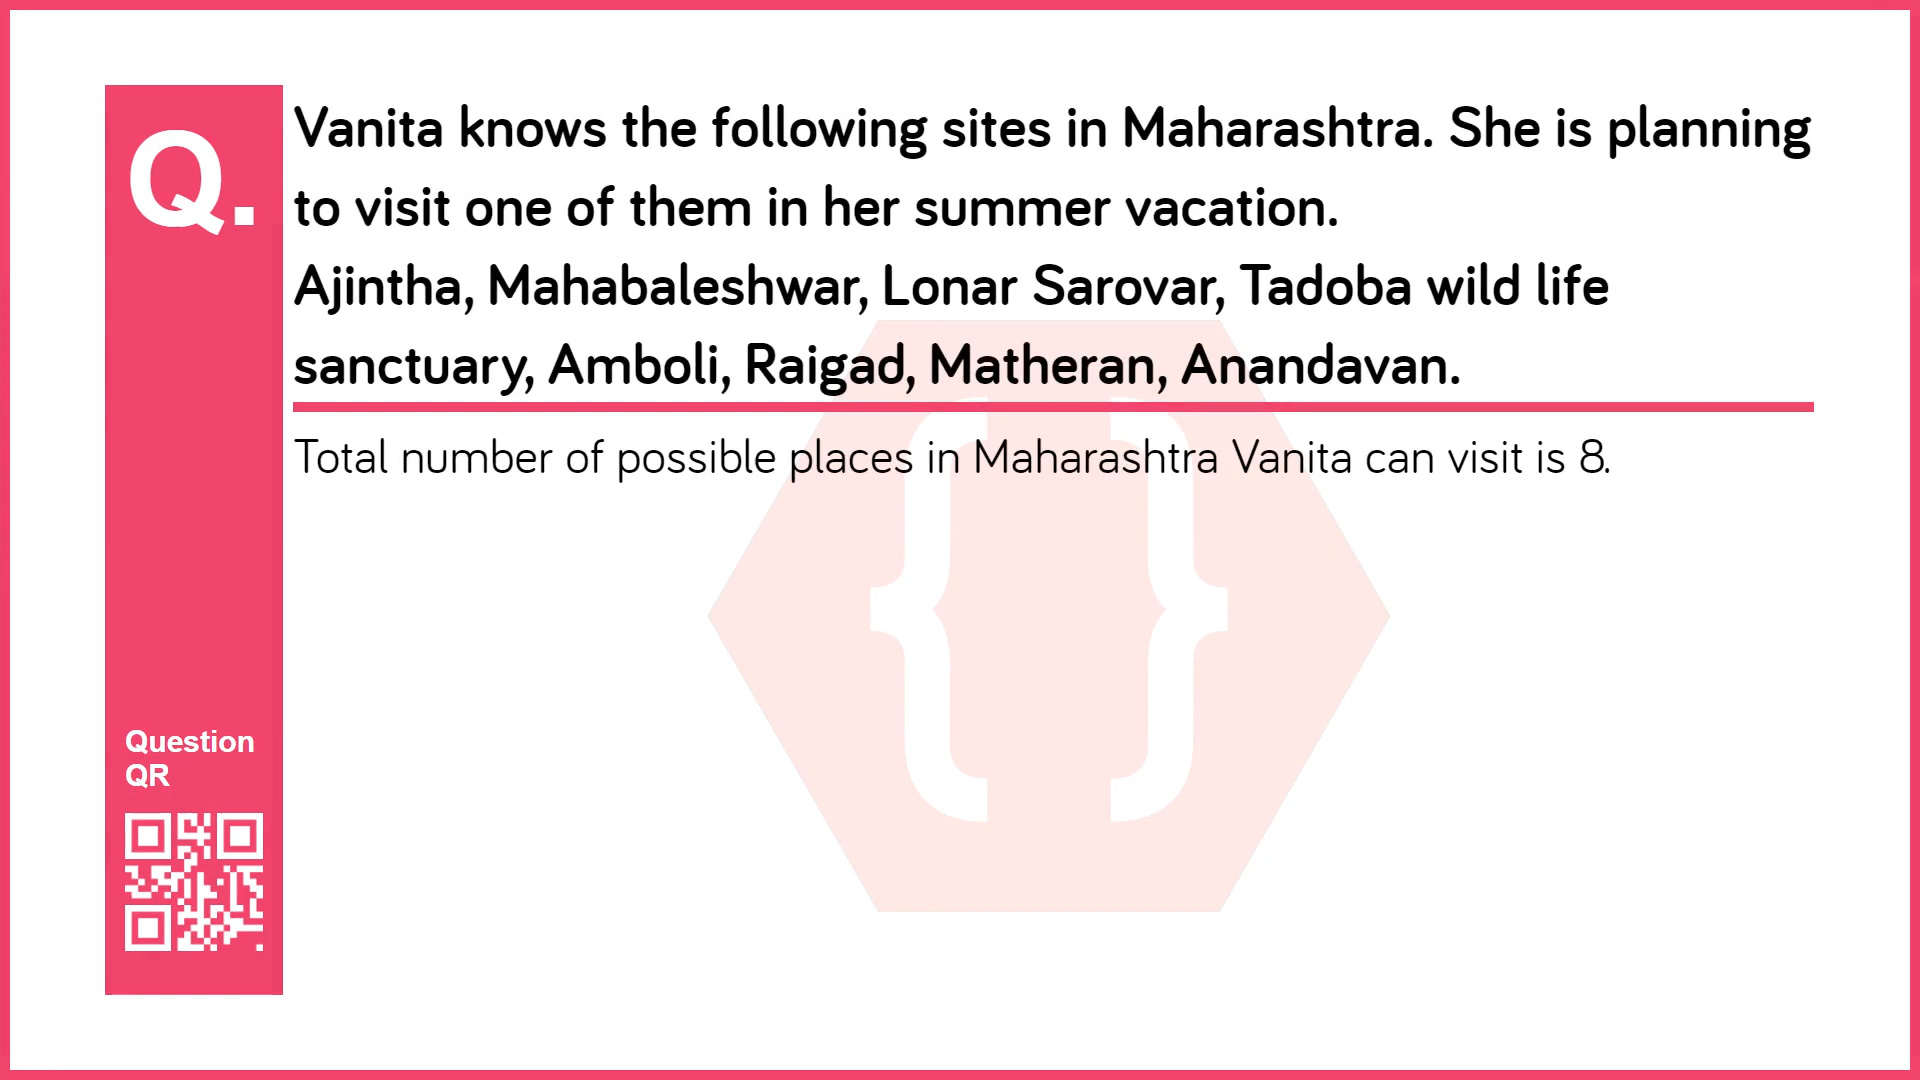 Q.
Vanita knows the following sites in Maharashtra. She is planning
to visit one of them in her summer vacation.
Ajintha, Mahabaleshwar, Lonar Sarovar, Tadoba wild life
sanctuary, Amboli, Raigad, Matheran, Anandavan.
Total number of possible places in Maharashtra Vanita can visit is 8.
Question
QR